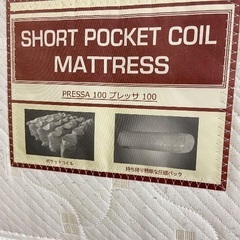 SHORT POCKET COIL
MATTRESS
PRESSA 100 プレッサ 100
ポケットコイル
持ち帰り簡単な圧縮パック